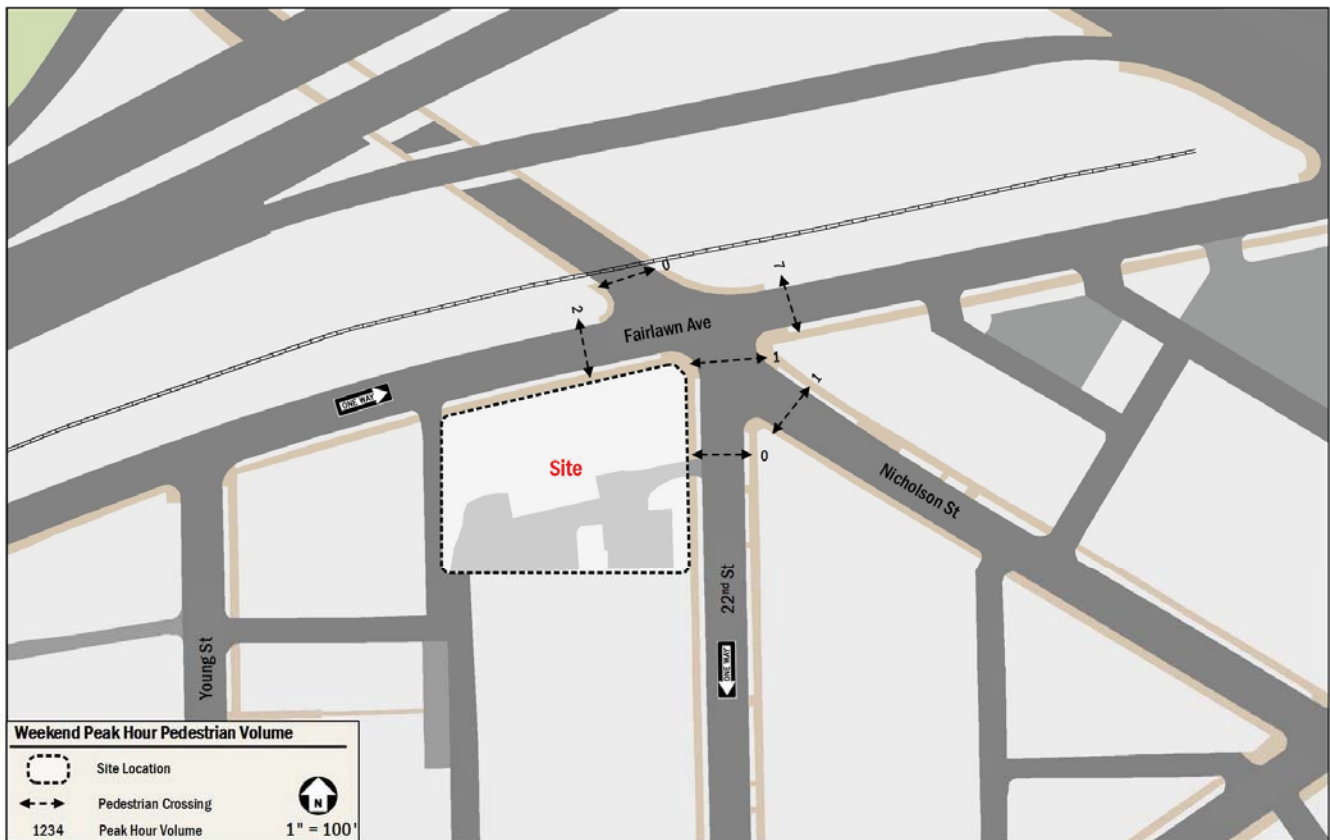 0
7
2
Fairlawn Ave
1
1
ONE WAY
0
Site
Nicholson St
22nd St
ONE WAY
Young St
Weekend Peak Hour Pedestrian Volume
Site Location
Pedestrian Crossing
N
1234 Peak Hour Volume 1" = 100'